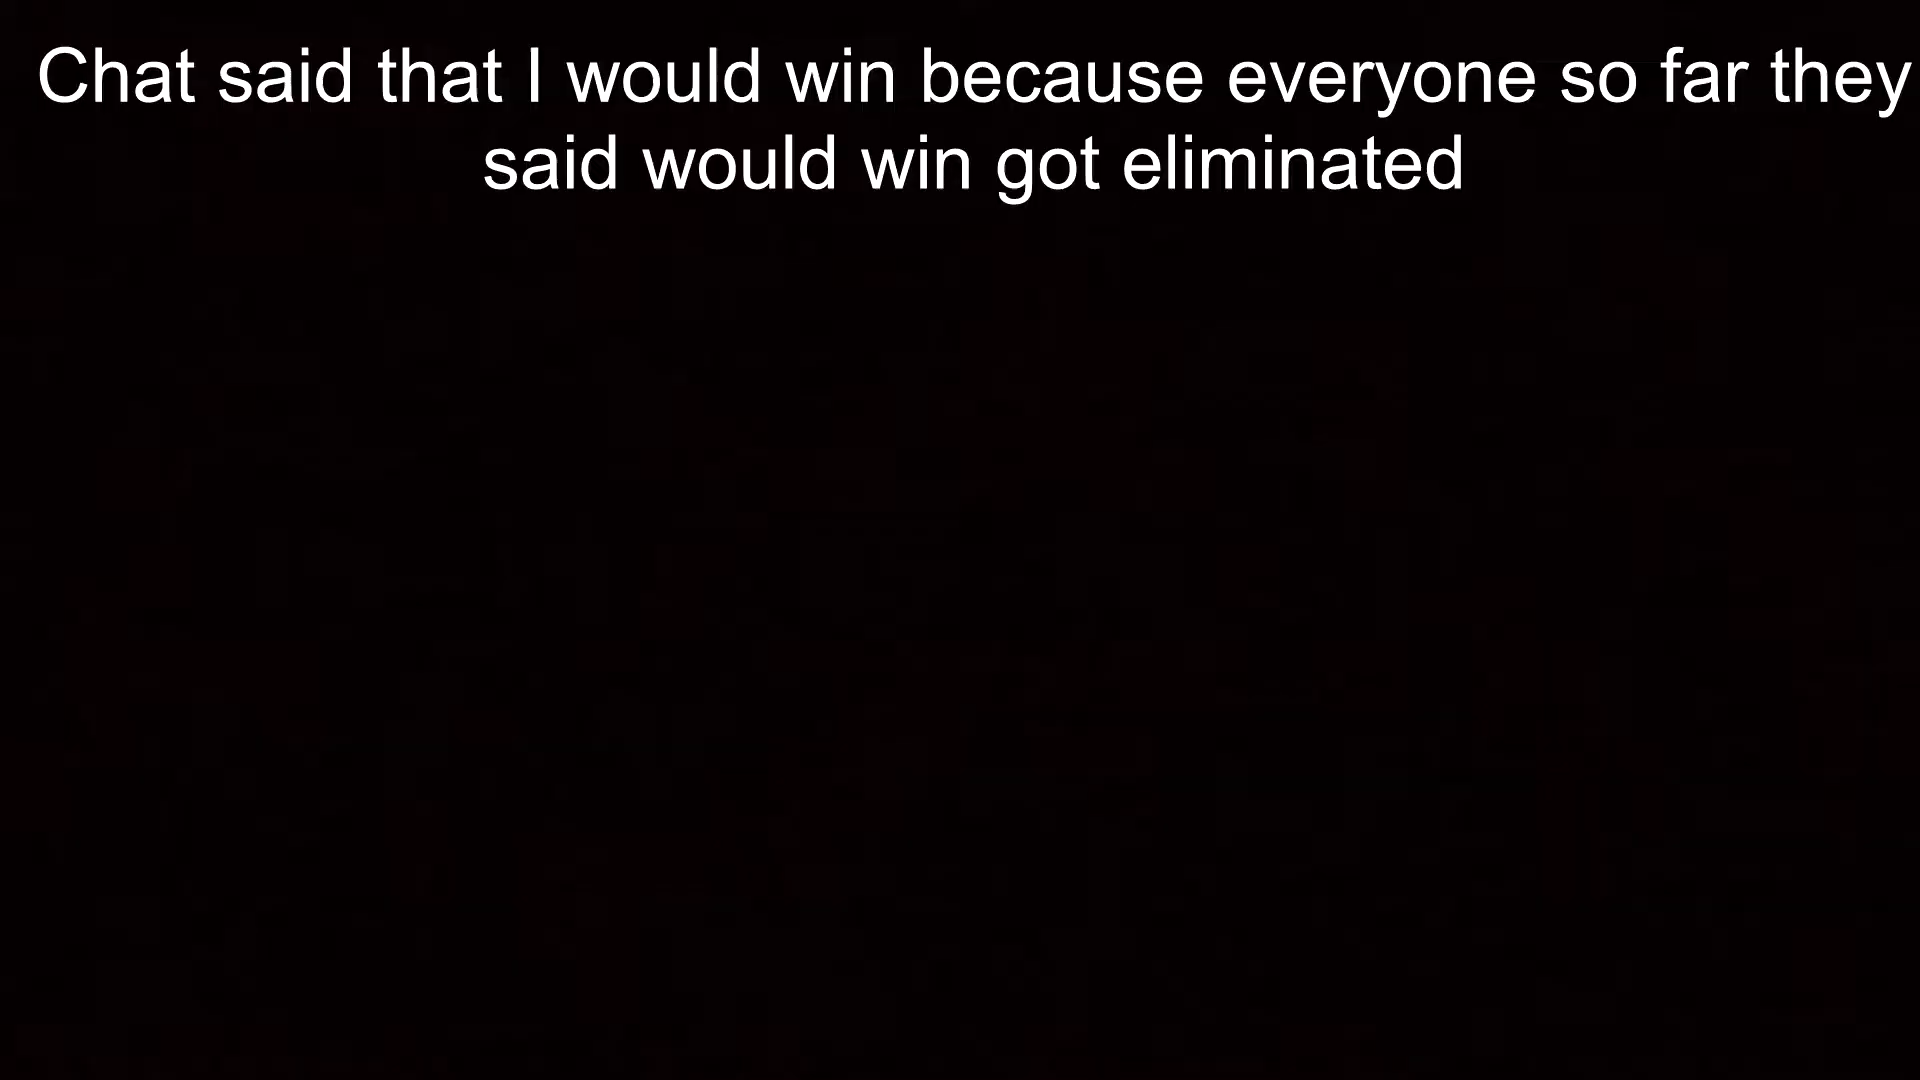 Chat said that I would win because everyone so far they
said would win got eliminated